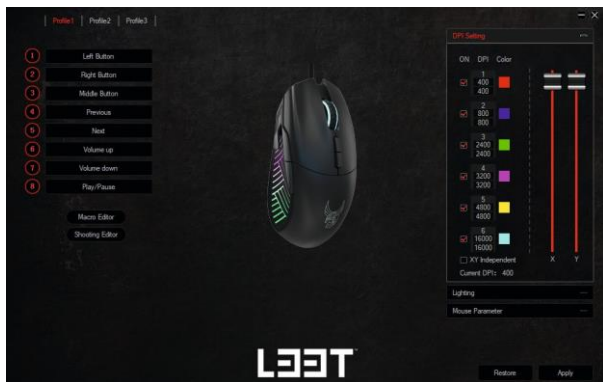 Profile1 Profile2 Profile3
1 Left Button
2 Right Button
3 Middle Button
4 Previous
5 Next
6 Volume up
7 Volume down
8 Play/Pause
Macro Editor
Shooting Editor
DPI Setting
ON DPI Color
1
400
400
2
800
800
3
2400
2400
4
3200
3200
5
4800
4800
6
16000
16000
X Y
XY Independent
Current DPI: 400
Lighting
Mouse Parameter
LEET
Restore Apply